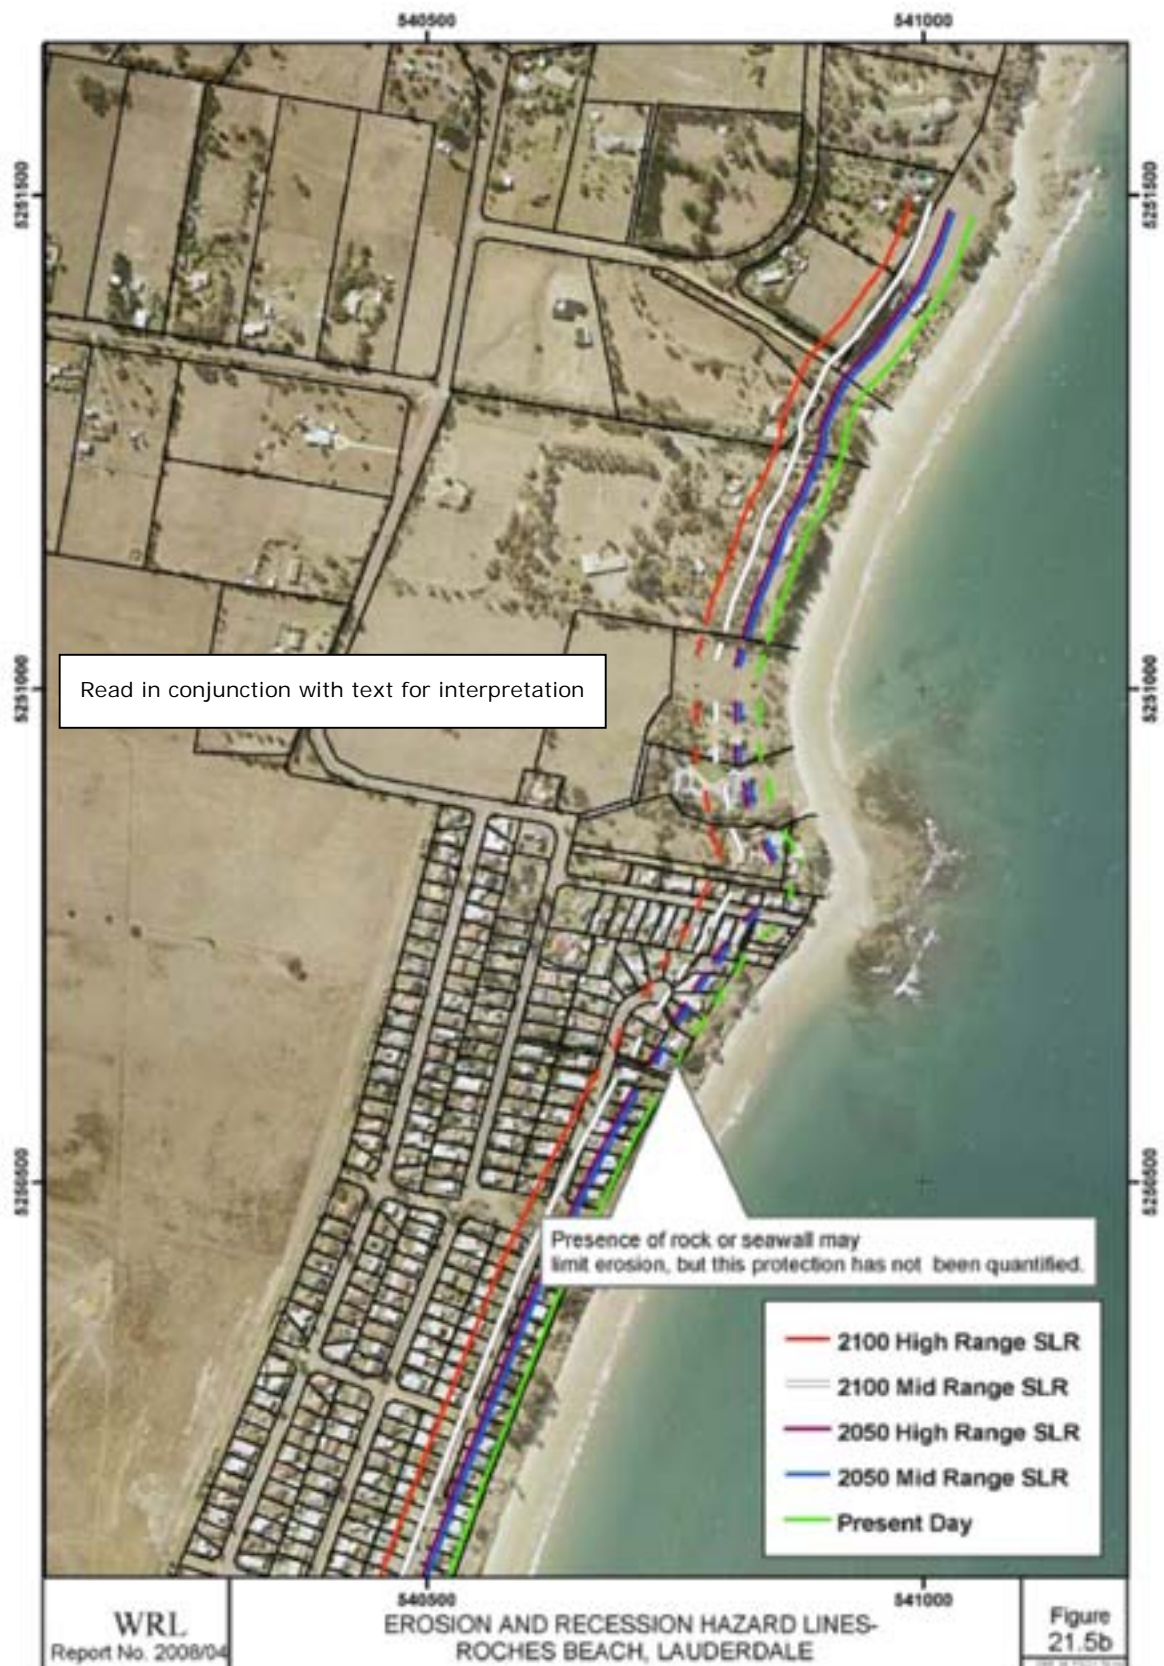 540500
541000
5251500
5251500
Read in conjunction with text for interpretation
5251000
5251000
5250500
5250500
Presence of rock or seawall may
limit erosion, but this protection has not been quantified.
2100 High Range SLR
2100 Mid Range SLR
2050 High Range SLR
2050 Mid Range SLR
Present Day
540500
541000
WRL
Report No. 2008/04
EROSION AND RECESSION HAZARD LINES-
ROCHES BEACH, LAUDERDALE
Figure
21.5b